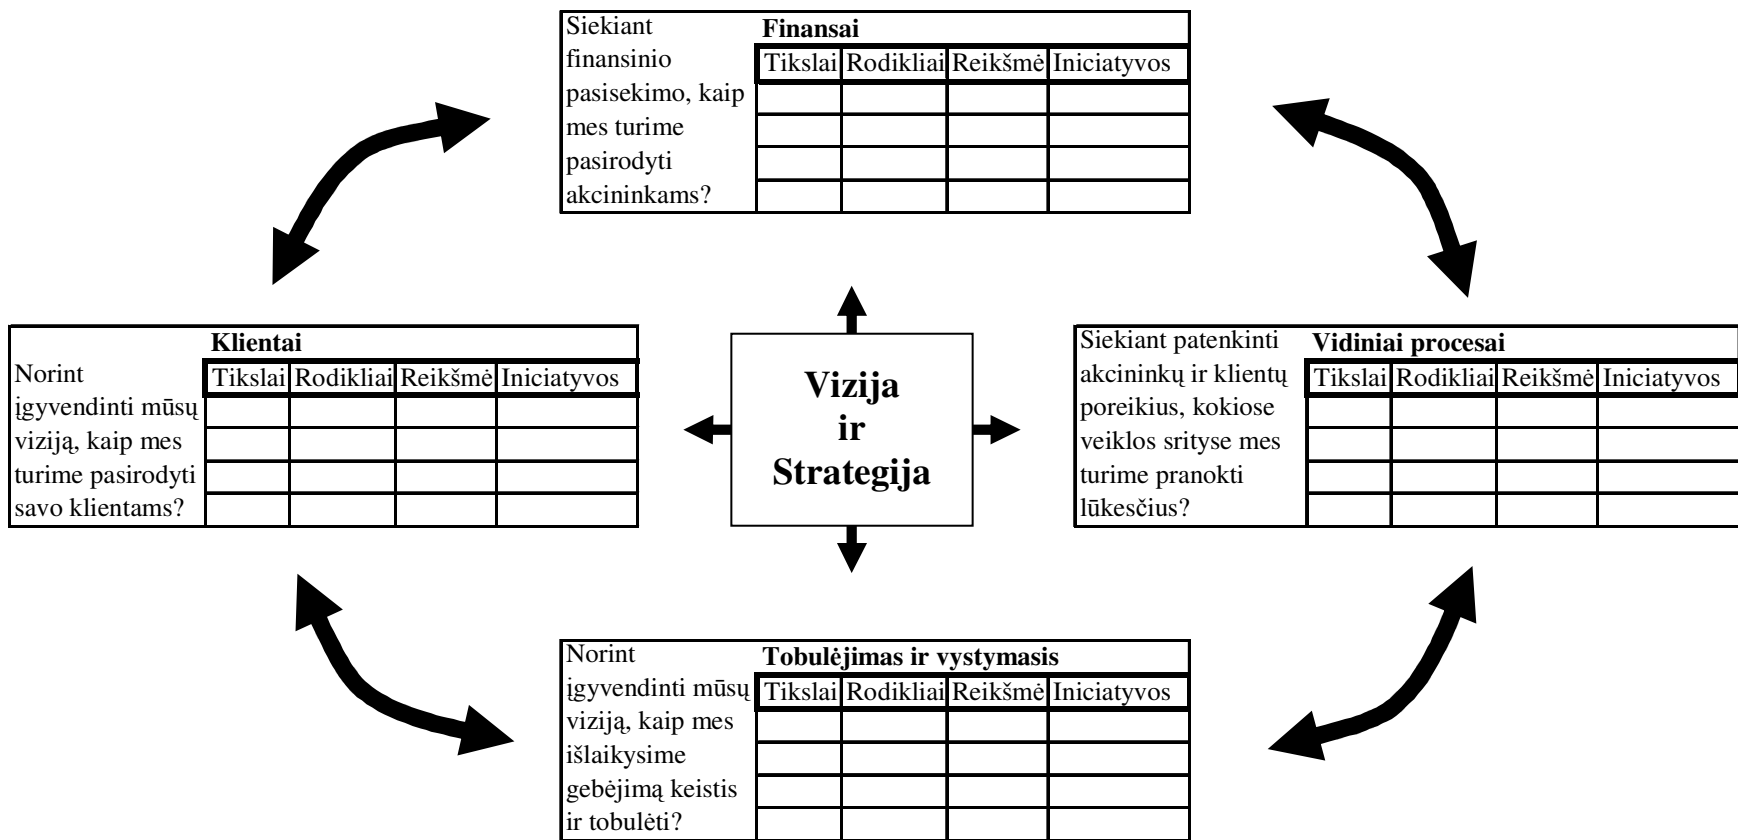 Siekiant
finansinio
pasisekimo, kaip
mes turime
pasirodyti
akcininkams?
Finansai
Tikslai Rodikliai Reikšmė Iniciatyvos
Klientai
Norint
įgyvendinti mūsų
viziją, kaip mes
turime pasirodyti
savo klientams?
Tikslai Rodikliai Reikšmė Iniciatyvos
Vizija
ir
Strategija
Siekiant patenkinti
akcininkų ir klientų
poreikius, kokiose
veiklos srityse mes
turime pranokti
lūkesčius?
Vidiniai procesai
Tikslai Rodikliai Reikšmė Iniciatyvos
Norint
įgyvendinti mūsų
viziją, kaip mes
išlaikysime
gebėjimą keistis
ir tobulėti?
Tobulėjimas ir vystymasis
Tikslai Rodikliai Reikšmė Iniciatyvos